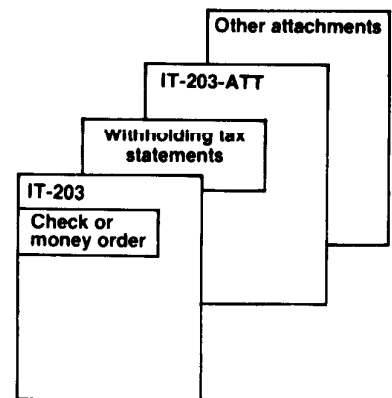 Other attachments
IT-203-ATT
Withholding tax
statements
IT-203
Check or
money order